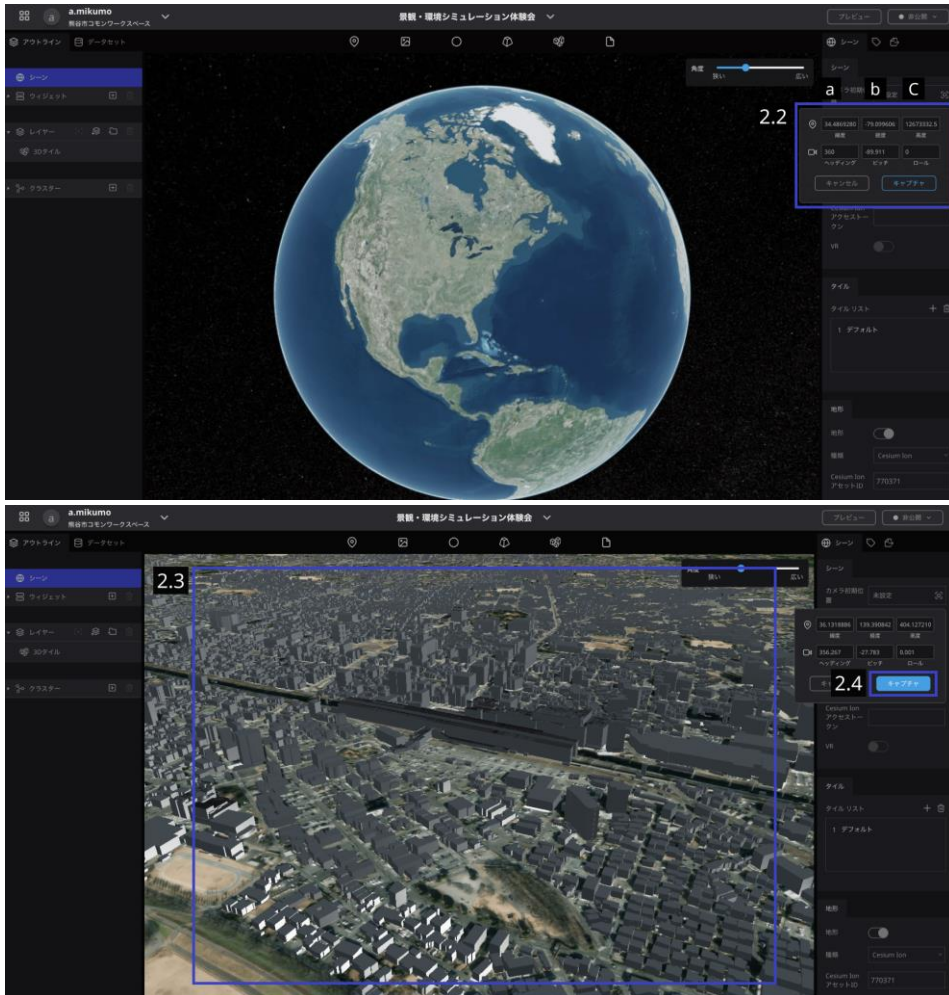 a
a.mikumo
熊谷市コモンワークスペース
景観・環境シミュレーション体験会
プレビュー
非公開
アウトライン
データセット
シーン
シーン
ウィジェット
レイヤー
3Dタイル
クラスター
角度
狭い
広い
シーン
a b C
2.2
34.4869280 -79.099606 12673332.5
緯度 経度 高度
360 -89.911 0
ヘッディング ピッチ ロール
キャンセル キャプチャ
Cesium Ion
アクセストー
クン
VR
タイル
タイル リスト
1 デフォルト
地形
地形
種類 Cesium Ion
Cesium Ion
アセットID
770371
a
a.mikumo
熊谷市コモンワークスペース
景観・環境シミュレーション体験会
プレビュー
非公開
アウトライン
データセット
シーン
シーン
ウィジェット
レイヤー
3Dタイル
クラスター
2.3
角度
狭い
広い
シーン
カメラ初期位
置
未設定
36.1318886 139.390842 404.127210
緯度 経度 高度
356.267 -27.783 0.001
ヘッディング ピッチ ロール
2.4
キャプチャ
Cesium Ion
アクセストー
クン
VR
タイル
タイル リスト
1 デフォルト
地形
地形
種類 Cesium Ion
Cesium Ion
アセットID
770371